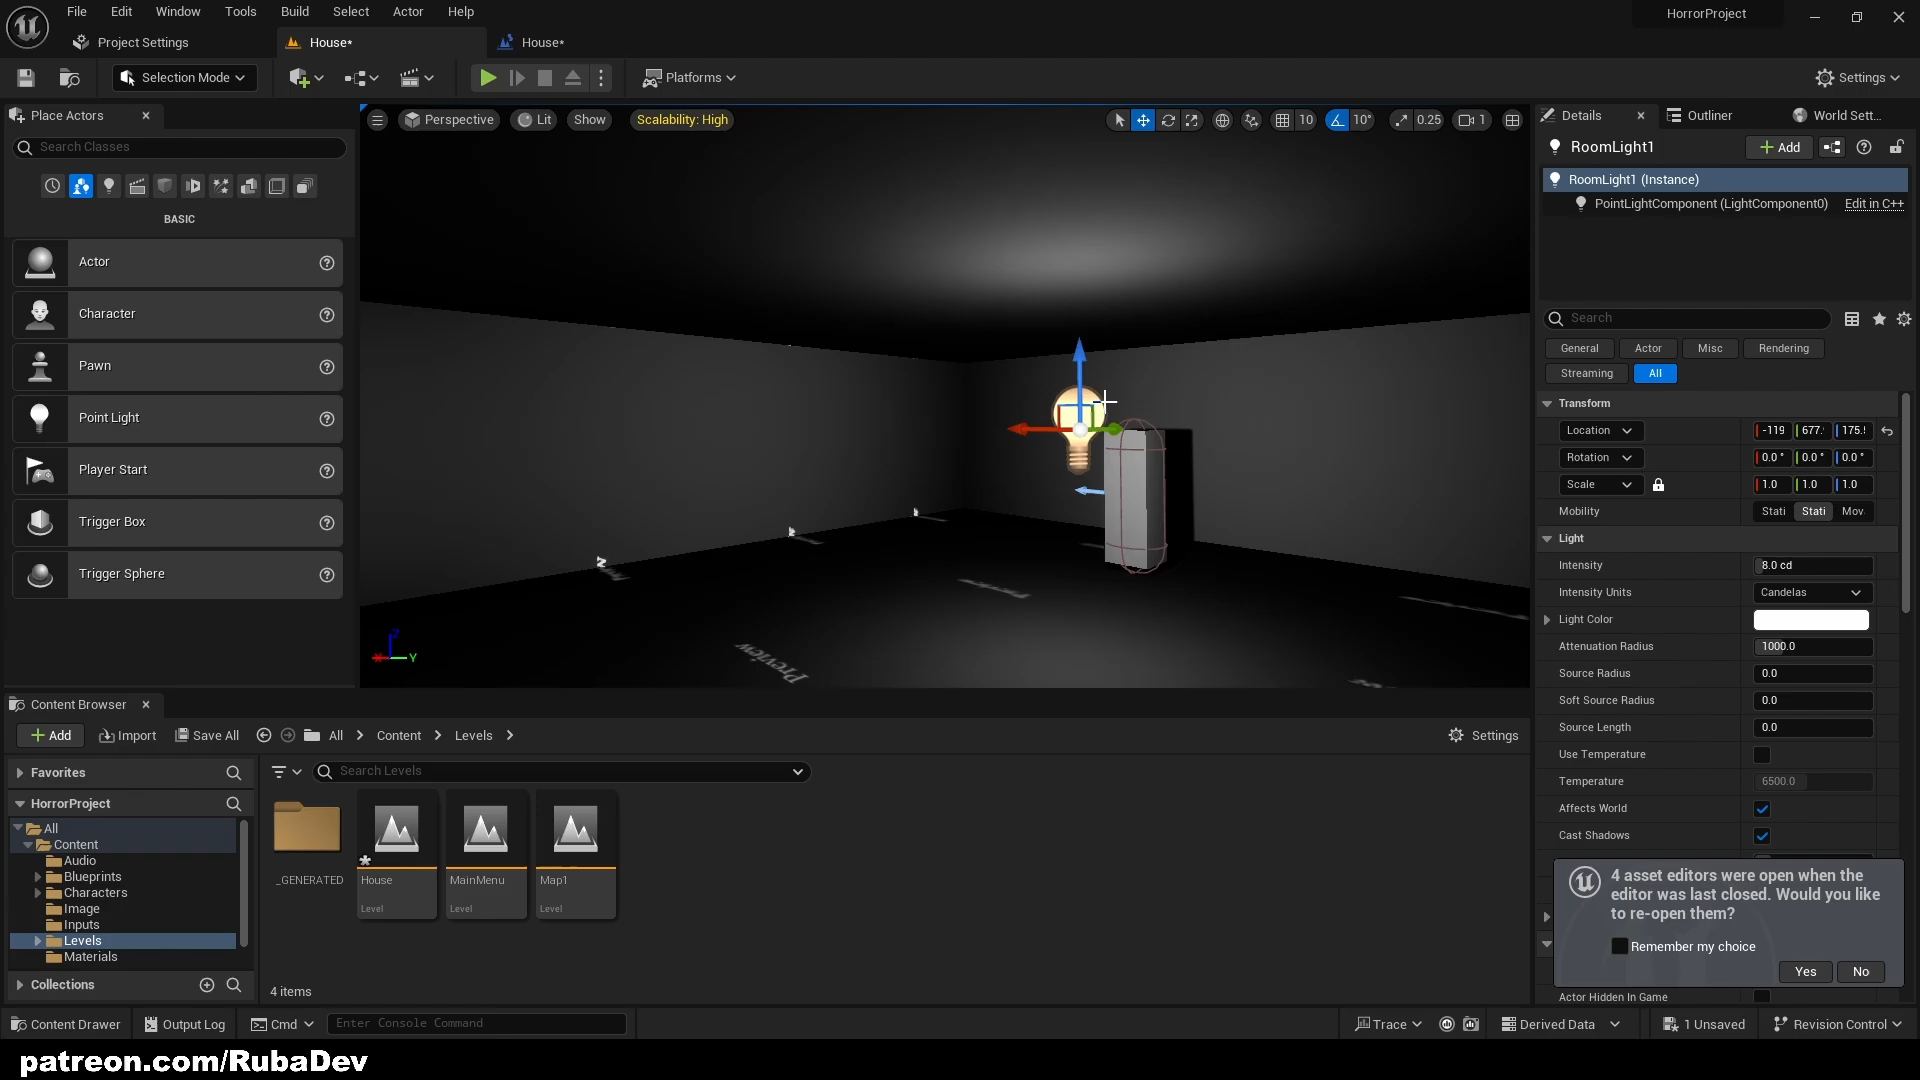 File Edit Window Tools Build Select Actor Help
HorrorProject
Project Settings
House*
House*
Selection Mode
Platforms
Settings
Place Actors
Search Classes
BASIC
Actor
Character
Pawn
Point Light
Player Start
Trigger Box
Trigger Sphere
Perspective
Lit
Show
Scalability: High
10
10°
0.25
1
Z
Y
Preview
Details
Outliner
World Sett...
RoomLight1
Add
RoomLight1 (Instance)
PointLightComponent (LightComponent0)
Edit in C++
Search
General
Actor
Misc
Rendering
Streaming
All
Transform
Location
-119
677.
175.
Rotation
0.0 °
0.0 °
0.0 °
Scale
1.0
1.0
1.0
Mobility
Stati
Stati
Mov
Light
Intensity
8.0 cd
Intensity Units
Candelas
Light Color
Attenuation Radius
1000.0
Source Radius
0.0
Soft Source Radius
0.0
Source Length
0.0
Use Temperature
Temperature
6500.0
Affects World
Cast Shadows
4 asset editors were open when the
editor was last closed. Would you like
to re-open them?
Remember my choice
Yes
No
Actor Hidden In Game
Content Browser
Add
Import
Save All
All
Content
Levels
Settings
Favorites
HorrorProject
All
Content
Audio
Blueprints
Characters
Image
Inputs
Levels
Materials
Collections
Search Levels
_GENERATED
House
Level
MainMenu
Level
Map1
Level
4 items
Content Drawer
Output Log
Cmd
Enter Console Command
Trace
Derived Data
1 Unsaved
Revision Control
patreon.com/RubaDev